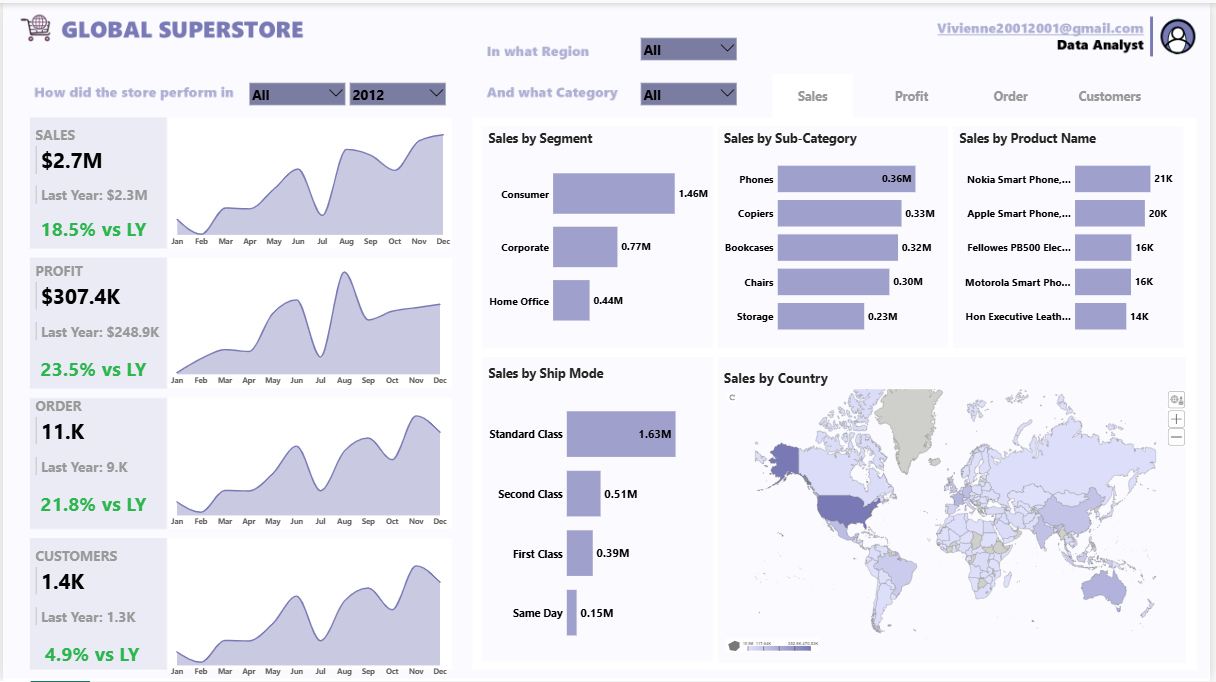 GLOBAL SUPERSTORE
Vivienne20012001@gmail.com
Data Analyst
In what Region
All
How did the store perform in
All
2012
And what Category
All
Sales
Profit
Order
Customers
SALES
$2.7M
Last Year: $2.3M
18.5% vs LY
Jan Feb Mar Apr May Jun Jul Aug Sep Oct Nov Dec
PROFIT
$307.4K
Last Year: $248.9K
23.5% vs LY
Jan Feb Mar Apr May Jun Jul Aug Sep Oct Nov Dec
ORDER
11.K
Last Year: 9.K
21.8% vs LY
Jan Feb Mar Apr May Jun Jul Aug Sep Oct Nov Dec
CUSTOMERS
1.4K
Last Year: 1.3K
4.9% vs LY
Jan Feb Mar Apr May Jun Jul Aug Sep Oct Nov Dec
Sales by Segment
Consumer 1.46M
Corporate 0.77M
Home Office 0.44M
Sales by Sub-Category
Phones 0.36M
Copiers 0.33M
Bookcases 0.32M
Chairs 0.30M
Storage 0.23M
Sales by Product Name
Nokia Smart Phone,... 21K
Apple Smart Phone,... 20K
Fellowes PB500 Elec... 16K
Motorola Smart Pho... 16K
Hon Executive Leath... 14K
Sales by Ship Mode
Standard Class 1.63M
Second Class 0.51M
First Class 0.39M
Same Day 0.15M
Sales by Country